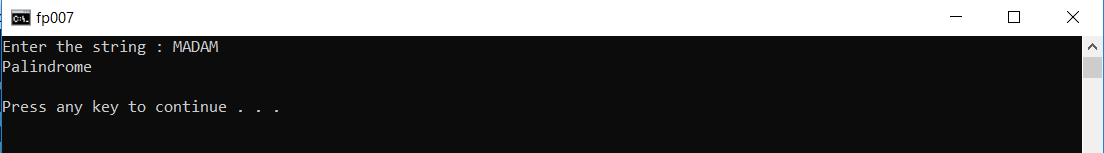 fp007
Enter the string : MADAM
Palindrome
Press any key to continue . . .